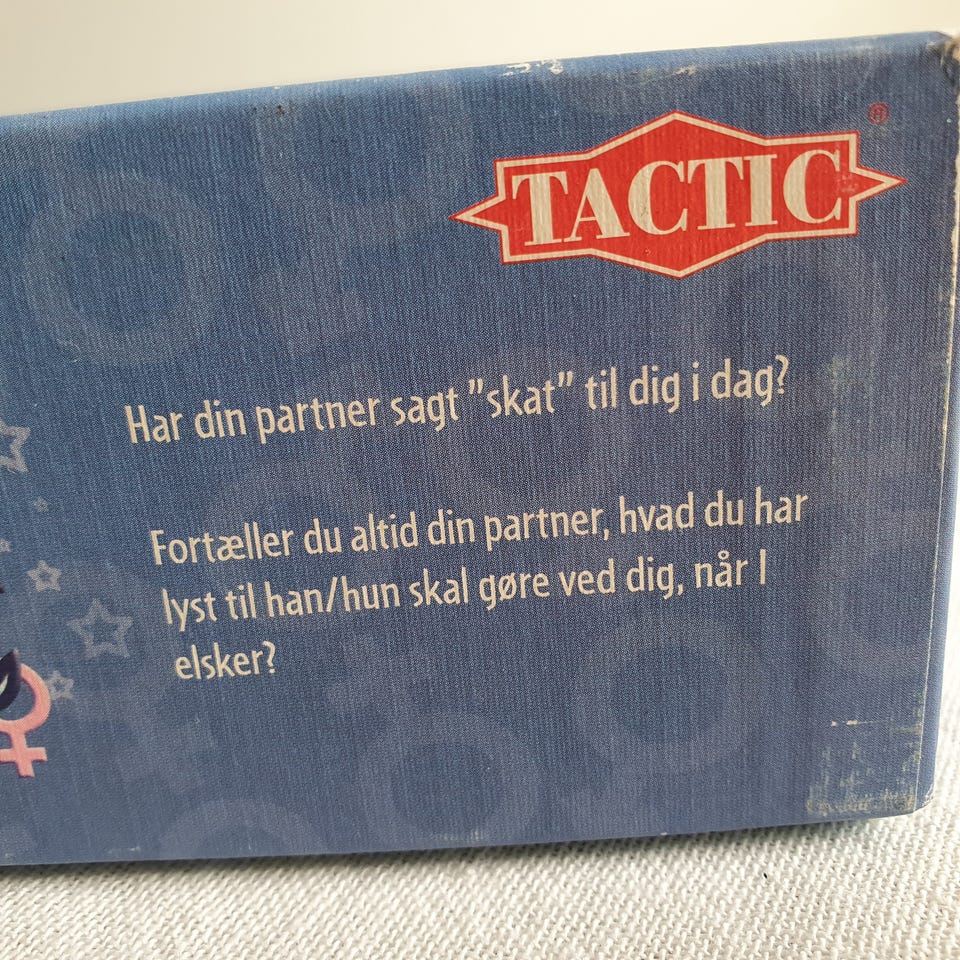 TACTIC®
Har din partner sagt ”skat” til dig i dag?
Fortæller du altid din partner, hvad du har
lyst til han/hun skal gøre ved dig, når I
elsker?